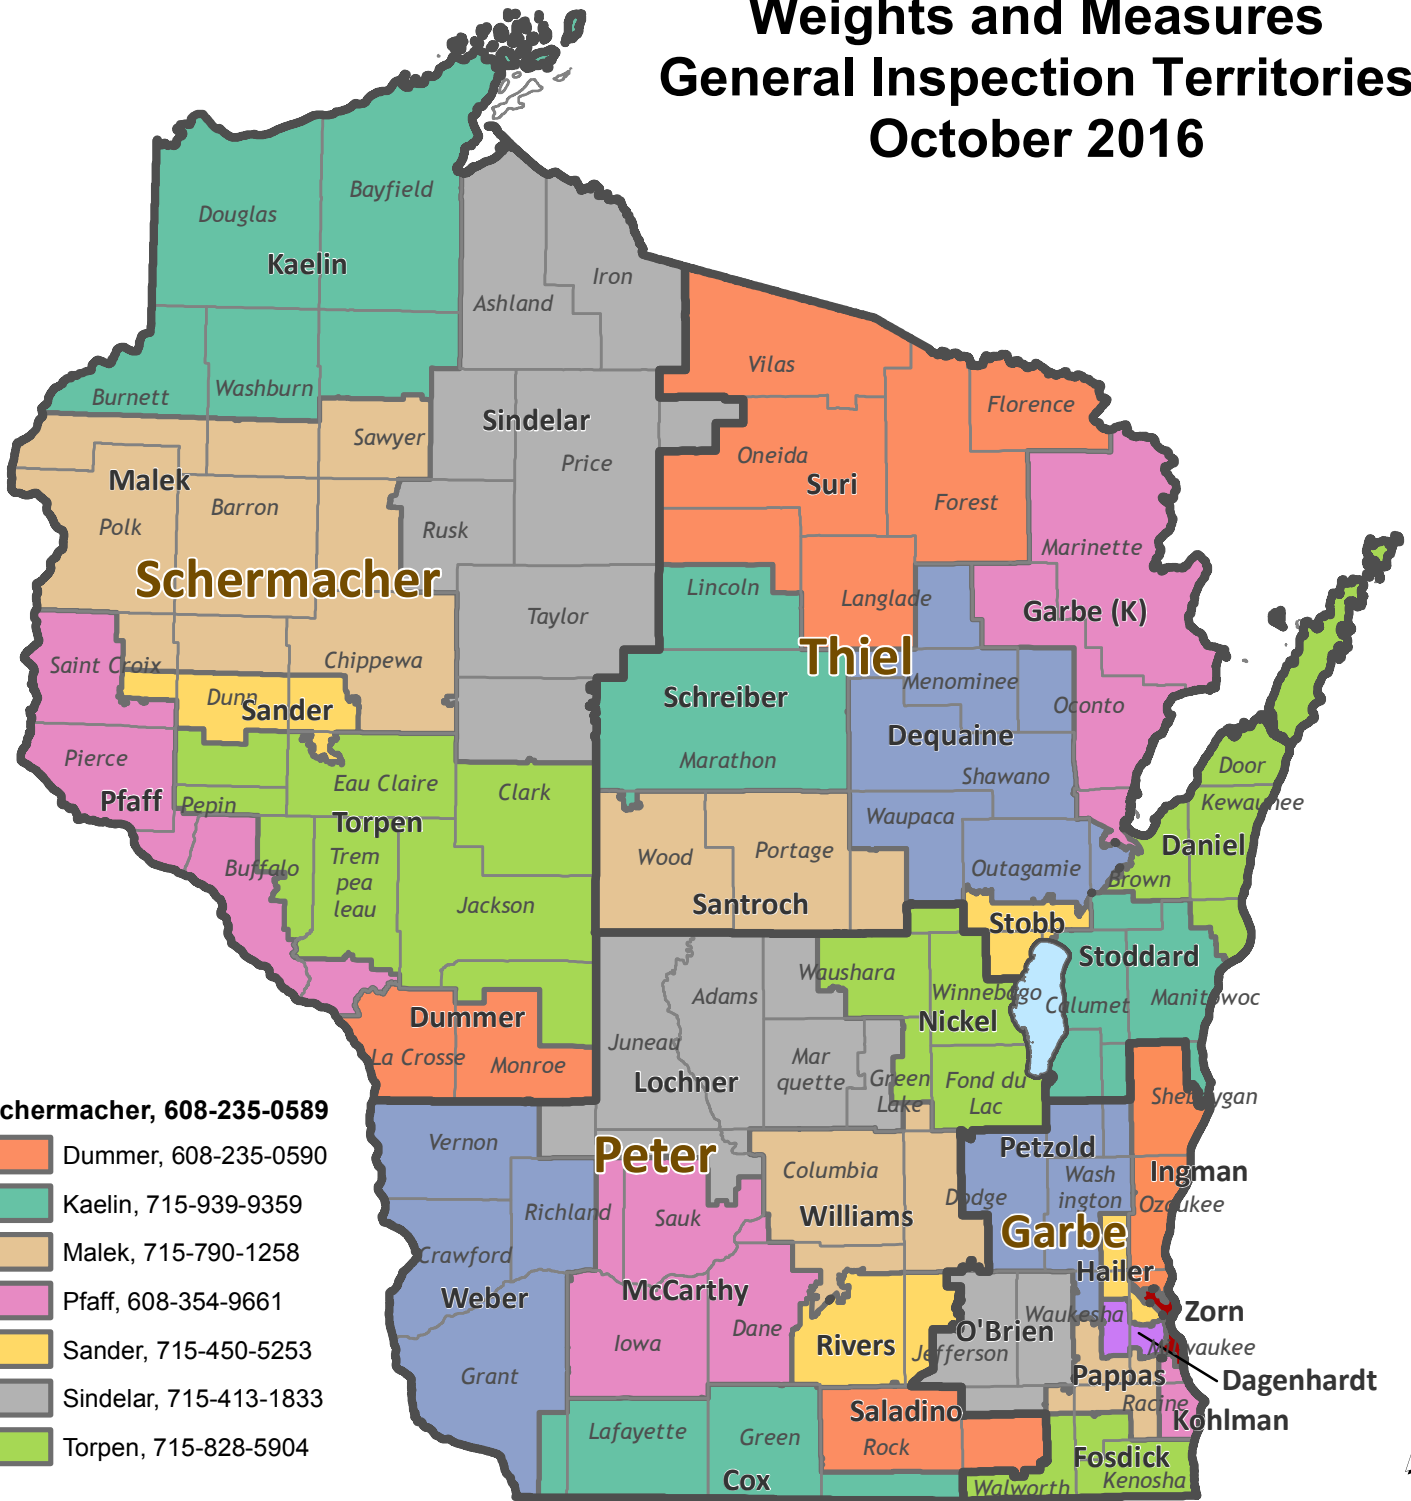 Weights and Measures
General Inspection Territories
October 2016
Bayfield
Douglas
Kaelin
Iron
Ashland
Vilas
Burnett
Washburn
Florence
Sindelar
Sawyer
Price
Oneida
Suri
Malek
Barron
Polk
Rusk
Forest
Marinette
Schermacher
Lincoln
Langlade
Garbe (K)
Taylor
Thiel
Saint Croix
Chippewa
Menominee
Dunn
Sander
Schreiber
Oconto
Dequaine
Pierce
Marathon
Shawano
Door
Eau Claire
Clark
Pfaff
Pepin
Kewaunee
Torpen
Waupaca
Daniel
Wood
Portage
Trem
pea
leau
Buffalo
Outagamie
Brown
Jackson
Santroch
Stobb
Stoddard
Waushara
Adams
Winnebago
Calumet
Manitowoc
Dummer
Nickel
La Crosse
Monroe
Juneau
Mar
quette
Lochner
Green
Lake
Fond du
Lac
Sheboygan
Vernon
Peter
Petzold
Columbia
Wash
ington
Ingman
Dodge
Ozaukee
Richland
Sauk
Williams
Garbe
Crawford
Hailer
Weber
McCarthy
Waukesha
Zorn
Iowa
Dane
Rivers
O'Brien
Jefferson
Milwaukee
Grant
Pappas
Dagenhardt
Racine
Kohlman
Saladino
Lafayette
Green
Rock
Fosdick
Cox
Walworth
Kenosha
chermacher, 608-235-0589
Dummer, 608-235-0590
Kaelin, 715-939-9359
Malek, 715-790-1258
Pfaff, 608-354-9661
Sander, 715-450-5253
Sindelar, 715-413-1833
Torpen, 715-828-5904